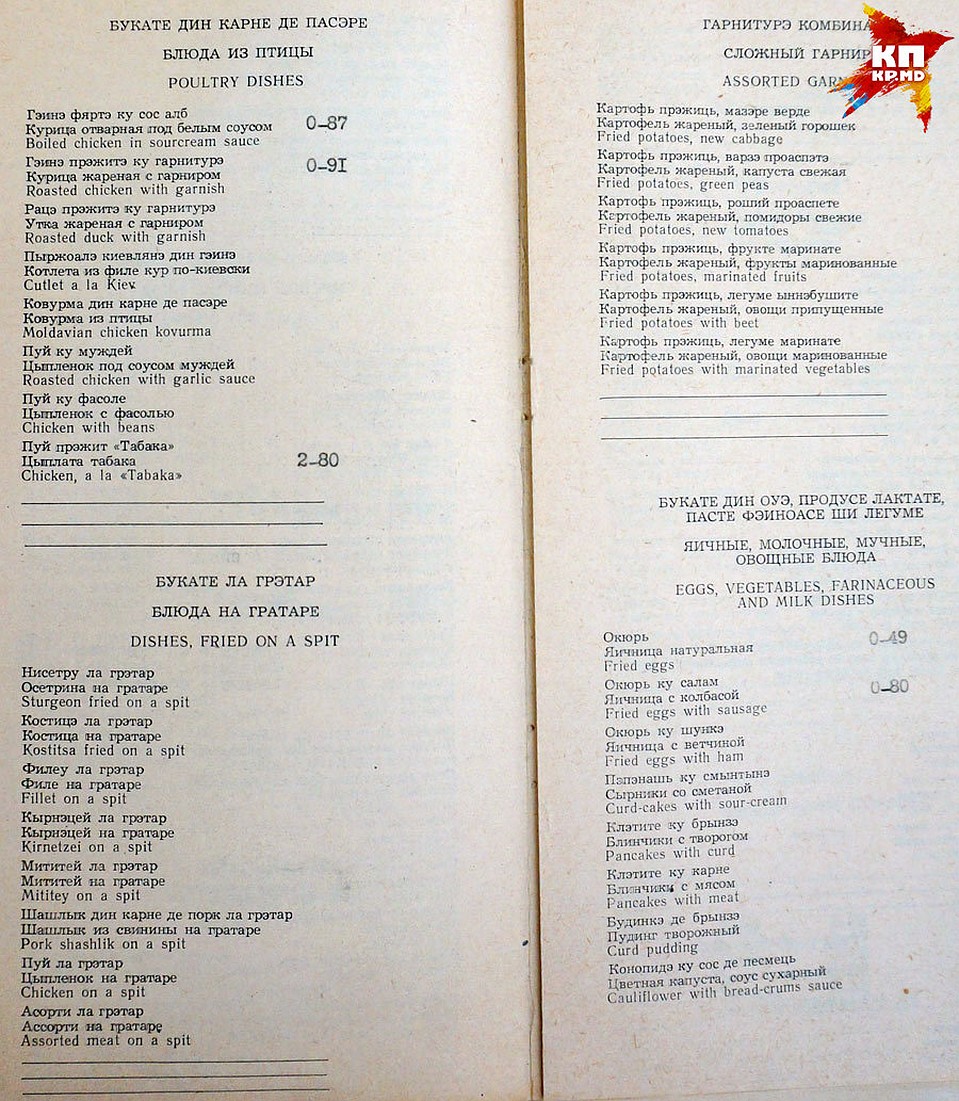 БУКАТЕ ДИН КАРНЕ ДЕ ПАСЭРЕ
БЛЮДА ИЗ ПТИЦЫ
POULTRY DISHES
Гэинэ фяртэ ку сос алб
Курица отварная под белым соусом 0—87
Boiled chicken in sourcream sauce
Гэинэ прэжитэ ку гарнитурэ
Курица жареная с гарниром 0—91
Roasted chicken with garnish
Рацэ прэжитэ ку гарнитурэ
Утка жареная с гарниром
Roasted duck with garnish
Пыржоалэ киевлянэ дин гэинэ
Котлета из филе кур по-киевски
Cutlet a la Kiev
Ковурма дин карне де пасэре
Ковурма из птицы
Moldavian chicken kovurma
Пуй ку муждей
Цыпленок под соусом муждей
Roasted chicken with garlic sauce
Пуй ку фасоле
Цыпленок с фасолью
Chicken with beans
Пуй прэжит «Табака»
Цыплата табака 2—80
Chicken, a la «Tabaka»
БУКАТЕ ЛА ГРЭТАР
БЛЮДА НА ГРАТАРЕ
DISHES, FRIED ON A SPIT
Нисетру ла грэтар
Осетрина на гратаре
Sturgeon fried on a spit
Костицэ ла грэтар
Костица на гратаре
Kostitsa fried on a spit
Филеу ла грэтар
Филе на гратаре
Fillet on a spit
Кырнэцей ла грэтар
Кырнэцей на гратаре
Kirnetzei on a spit
Мититей ла грэтар
Мититей на гратаре
Mititey on a spit
Шашлык дин карне де порк ла грэтар
Шашлык из свинины на гратаре
Pork shashlik on a spit
Пуй ла грэтар
Цыпленок на гратаре
Chicken on a spit
Асорти ла грэтар
Ассорти на гратаре
Assorted meat on a spit
ГАРНИТУРЭ КОМБИНА
СЛОЖНЫЙ ГАРНИР
ASSORTED GAR
КП
KP.MD
Картофь прэжиць, мазэре верде
Картофель жареный, зеленый горошек
Fried potatoes, new cabbage
Картофь прэжиць, варзэ проаспэтэ
Картофель жареный, капуста свежая
Fried potatoes, green peas
Картофь прэжиць, роший проаспете
Картофель жареный, помидоры свежие
Fried potatoes, new tomatoes
Картофь прэжиць, фрукте маринате
Картофель жареный, фрукты маринованные
Fried potatoes, marinated fruits
Картофь прэжиць, легуме ыннэбушите
Картофель жареный, овощи припущенные
Fried potatoes with beet
Картофь прэжиць, легуме маринате
Картофель жареный, овощи маринованные
Fried potatoes with marinated vegetables
БУКАТЕ ДИН ОУЭ, ПРОДУСЕ ЛАКТАТЕ,
ПАСТЕ ФЭИНОАСЕ ШИ ЛЕГУМЕ
ЯИЧНЫЕ, МОЛОЧНЫЕ, МУЧНЫЕ,
ОВОЩНЫЕ БЛЮДА
EGGS, VEGETABLES, FARINACEOUS
AND MILK DISHES
Окюрь 0—49
Яичница натуральная
Fried eggs
Окюрь ку салам 0—80
Яичница с колбасой
Fried eggs with sausage
Окюрь ку шункэ
Яичница с ветчиной
Fried eggs with ham
Пэпэнашь ку смынтынэ
Сырники со сметаной
Curd-cakes with sour-cream
Клэтите ку брынзэ
Блинчики с творогом
Pancakes with curd
Клэтите ку карне
Блинчики с мясом
Pancakes with meat
Будинкэ де брынзэ
Пудинг творожный
Curd pudding
Конопидэ ку сос де песмець
Цветная капуста, соус сухарный
Cauliflower with bread-crums sauce